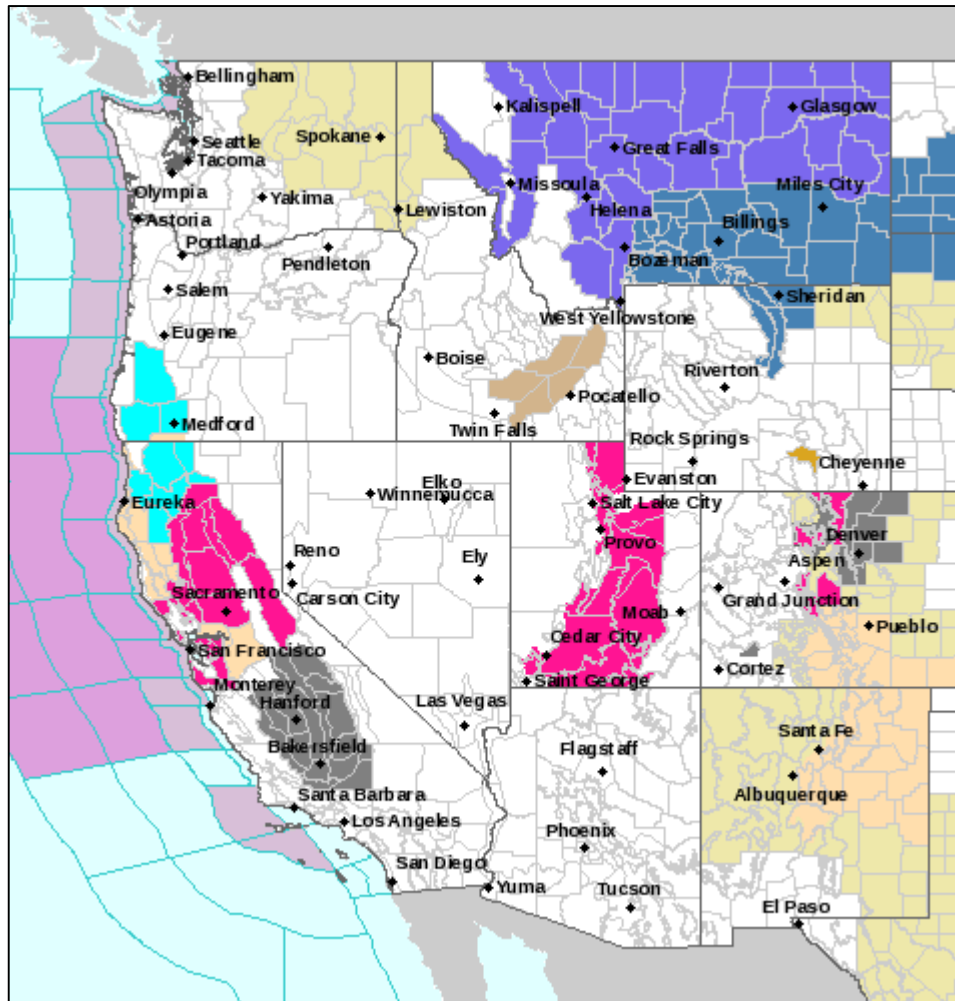 Bellingham
Kalispell
Glasgow
Spokane
Seattle
Great Falls
Tacoma
Missoula
Miles City
Olympia
Yakima
Lewiston
Helena
Astoria
Billings
Portland
Pendleton
Bozeman
Salem
Sheridan
West Yellowstone
Eugene
Boise
Riverton
Pocatello
Medford
Twin Falls
Rock Springs
Cheyenne
Elko
Evanston
Eureka
Winnemucca
Salt Lake City
Provo
Denver
Reno
Ely
Aspen
Sacramento
Carson City
Moab
Grand Junction
Pueblo
San Francisco
Cedar City
Cortez
Monterey
Saint George
Hanford
Las Vegas
Santa Fe
Bakersfield
Flagstaff
Albuquerque
Santa Barbara
Los Angeles
Phoenix
San Diego
Yuma
Tucson
El Paso